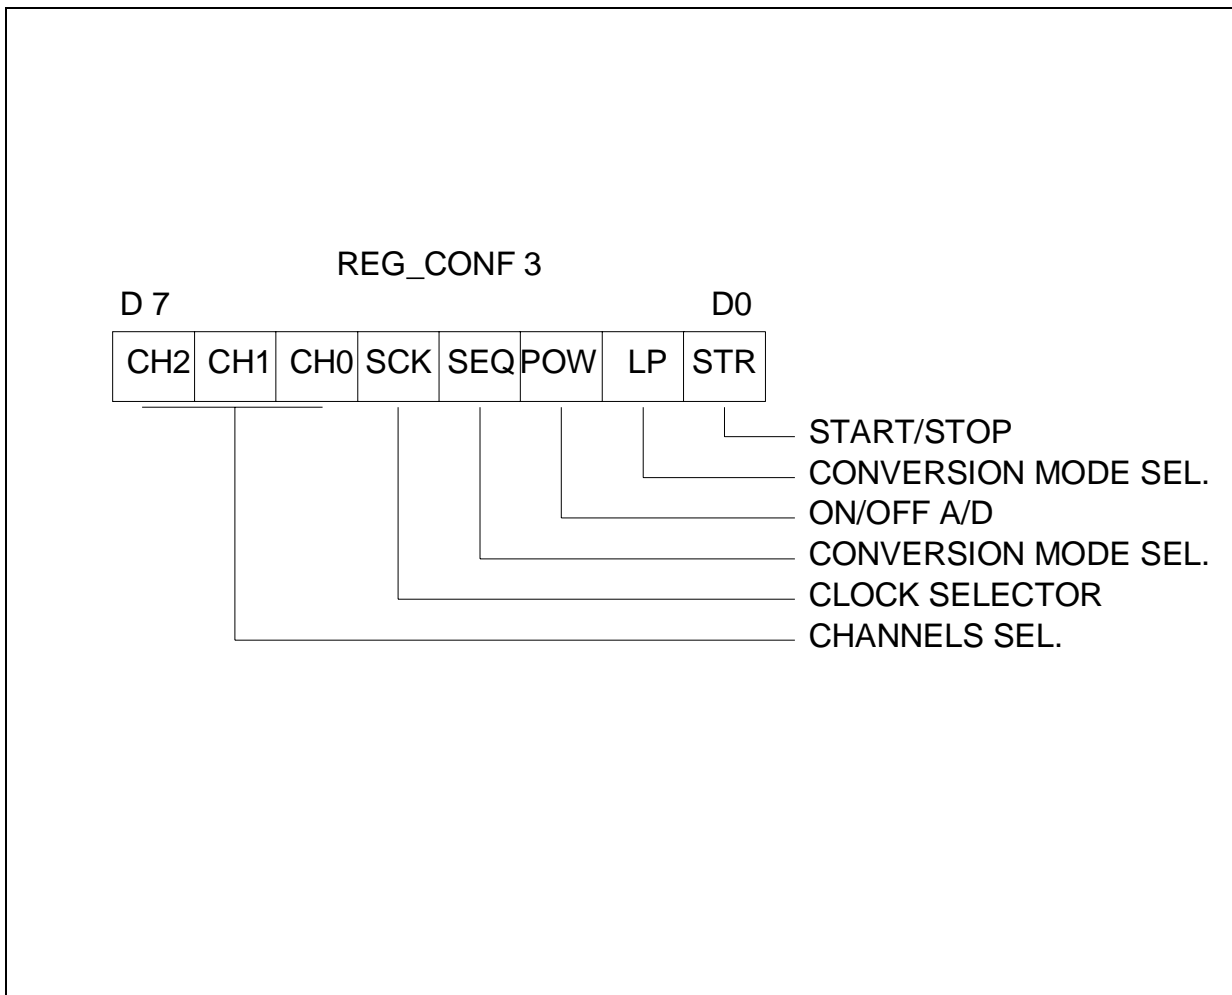 REG_CONF 3
D 7 D0
CH2 CH1 CH0 SCK SEQ POW LP STR
START/STOP
CONVERSION MODE SEL.
ON/OFF A/D
CONVERSION MODE SEL.
CLOCK SELECTOR
CHANNELS SEL.